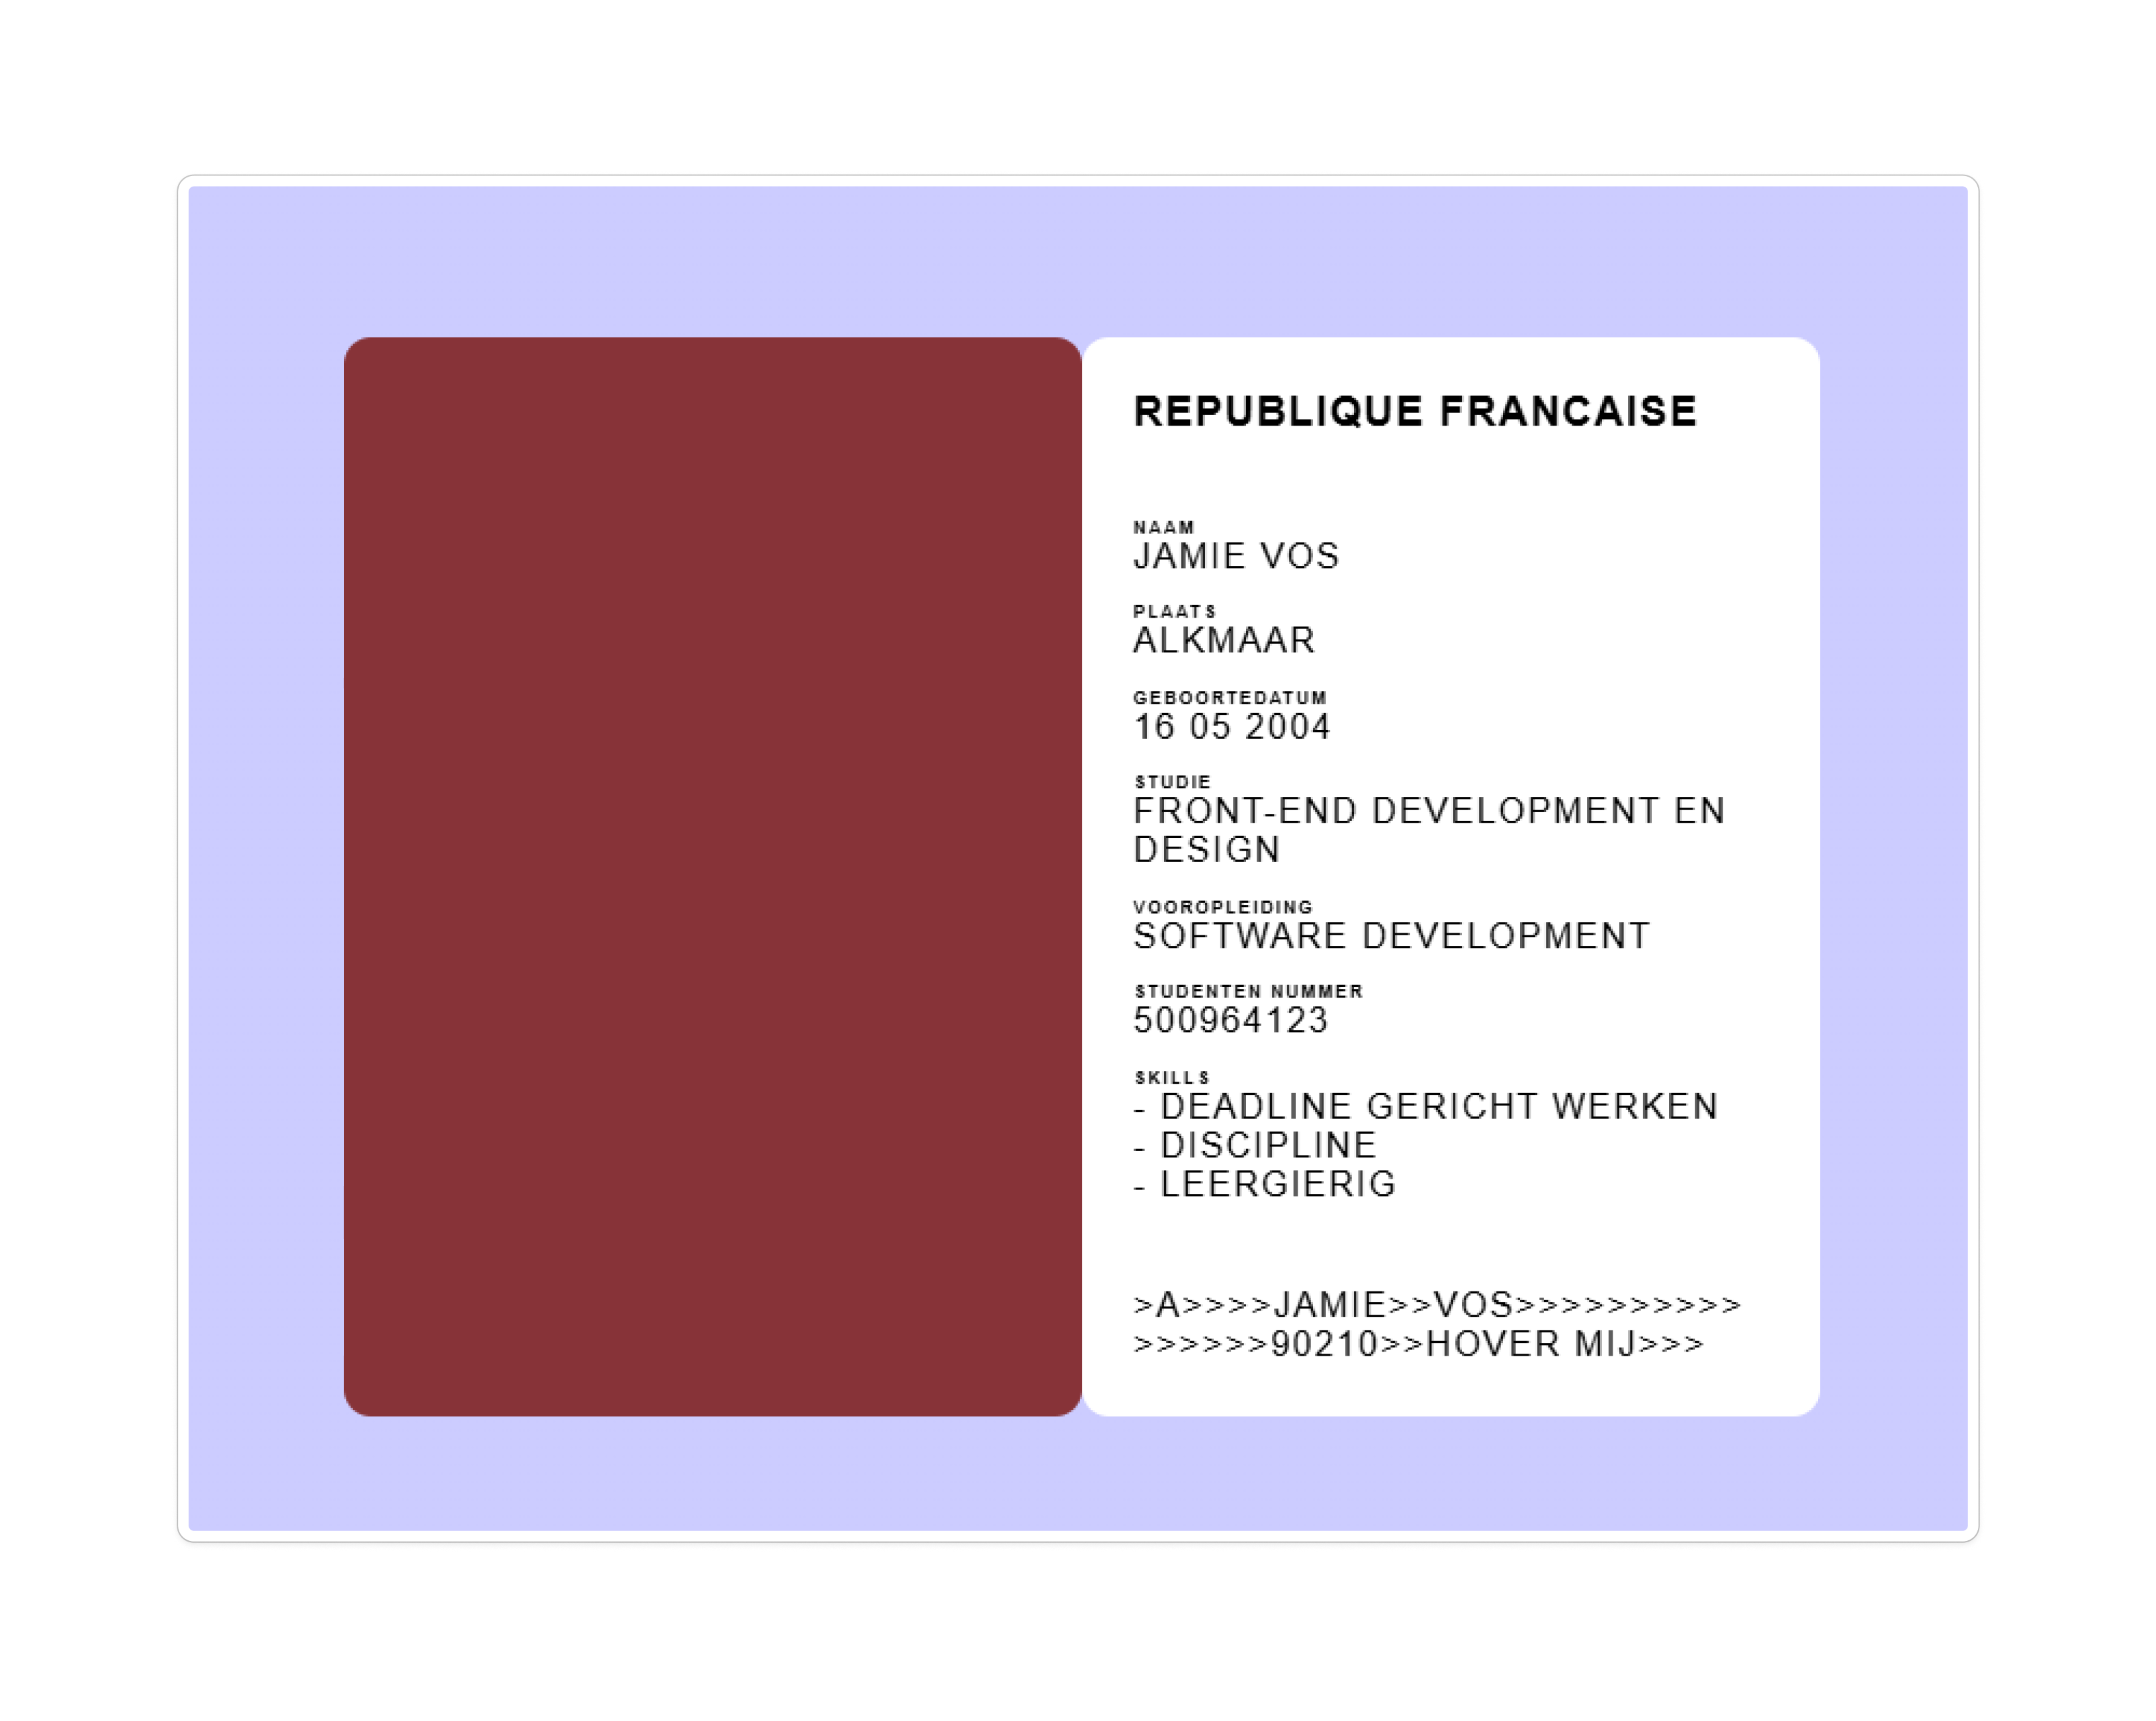 REPUBLIQUE FRANCAISE
NAAM
JAMIE VOS
PLAATS
ALKMAAR
GEBOORTEDATUM
16 05 2004
STUDIE
FRONT-END DEVELOPMENT EN
DESIGN
VOOROPLEIDING
SOFTWARE DEVELOPMENT
STUDENTEN NUMMER
500964123
SKILLS
- DEADLINE GERICHT WERKEN
- DISCIPLINE
- LEERGIERIG
>A>>>>JAMIE>>VOS>>>>>>>>>>
>>>>>>90210>>HOVER MIJ>>>